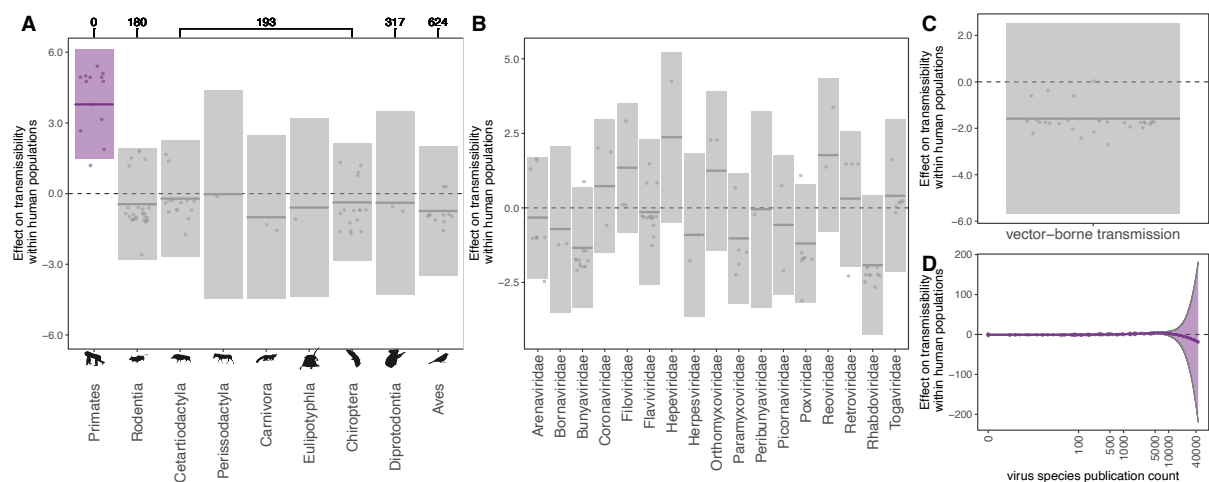 A
0
180
193
317
624
Effect on transmissibility
within human populations
6.0
3.0
0.0
−3.0
−6.0
Primates
Rodentia
Cetartiodactyla
Perissodactyla
Carnivora
Eulipotyphla
Chiroptera
Diprotodontia
Aves
B
Effect on transmissibility
within human populations
5.0
2.5
0.0
−2.5
Arenaviridae
Bornaviridae
Bunyaviridae
Coronaviridae
Filoviridae
Flaviviridae
Hepeviridae
Herpesviridae
Orthomyxoviridae
Paramyxoviridae
Peribunyaviridae
Picornaviridae
Poxviridae
Reoviridae
Retroviridae
Rhabdoviridae
Togaviridae
C
Effect on transmissibility
within human populations
2.0
0.0
−2.0
−4.0
−6.0
vector−borne transmission
D
Effect on transmissibility
within human populations
200
100
0
−100
−200
0
100
500
1000
5000
10000
40000
virus species publication count